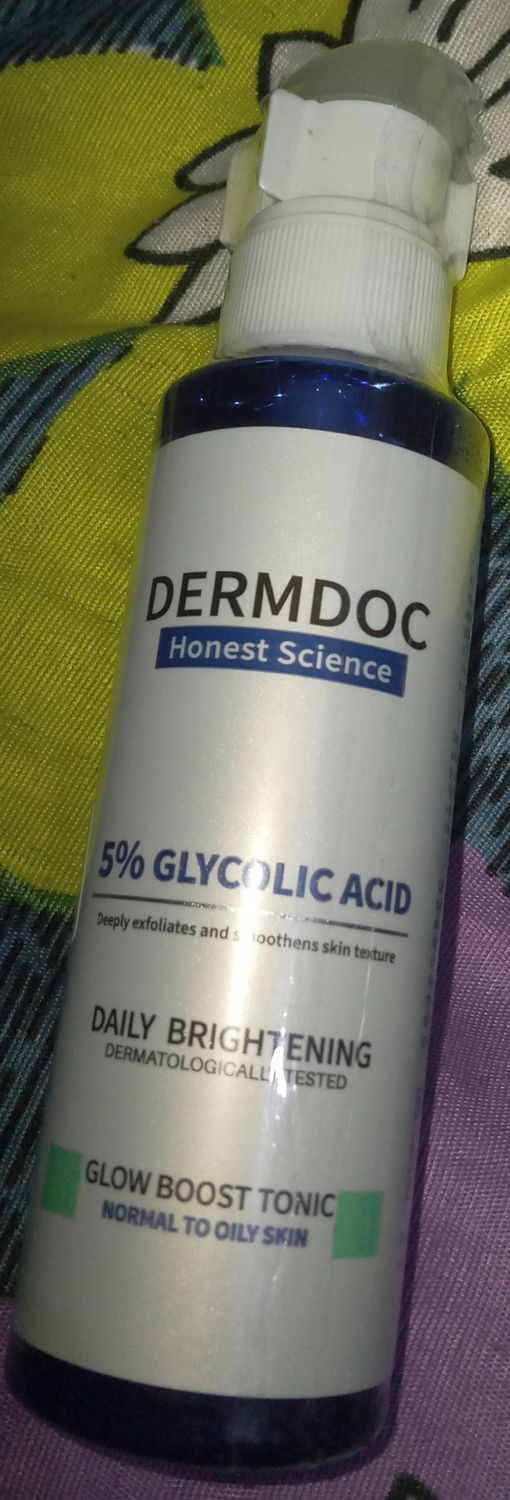 DERMDOC
Honest Science
5% GLYCOLIC ACID
Deeply exfoliates and smoothens skin texture
DAILY BRIGHTENING
DERMATOLOGICALLY TESTED
GLOW BOOST TONIC
NORMAL TO OILY SKIN